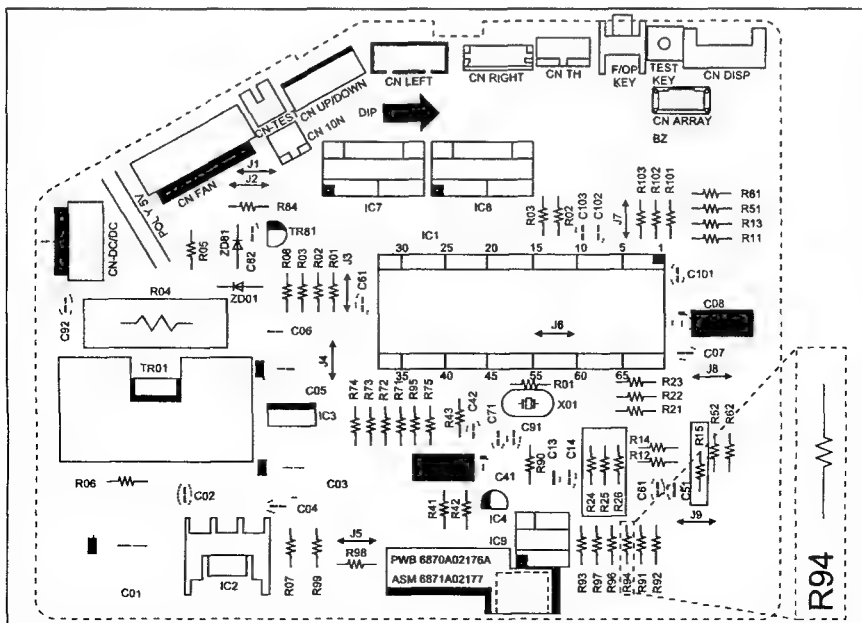 CN LEFT
CN RIGHT
CN TH
F/OP KEY
TEST KEY
CN DISP
CN UP/DOWN
CN-TEST
CN 10N
DIP
CN ARRAY
BZ
CN FAN
J1
J2
POLY 5V
IC7
IC8
R84
TR81
R05
ZD81
C82
ZD01
CN-DC/DC
R03
R02
C103
C102
J7
R103
R102
R101
R61
R51
R13
R11
IC1
30
25
20
15
10
5
1
R08
R03
R02
R01
J3
C61
C101
C08
R04
C92
C06
J6
J4
C07
TR01
35
40
45
50
55
60
65
R01
X01
R23
R22
R21
J8
C05
IC3
R74
R73
R72
R71
R95
R75
R43
C42
C71
C91
R90
C13
C14
R14
R12
R15
R52
R62
R06
C02
C03
C04
C41
R41
R42
IC4
R24
R25
R26
C61
C51
J9
C01
IC2
R07
R99
J5
R98
IC9
PWB 6870A02176A
ASM 6871A02177
R93
R97
R96
R94
R91
R92
R94